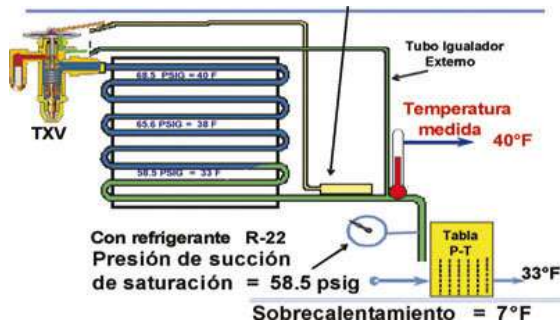 68.5 PSIG = 40 F
65.6 PSIG = 38 F
58.5 PSIG = 33 F
TXV
Tubo Igualador
Externo
Temperatura
medida
40°F
Con refrigerante R-22
Presión de succión
de saturación = 58.5 psig
Tabla
P-T
33°F
Sobrecalentamiento = 7°F